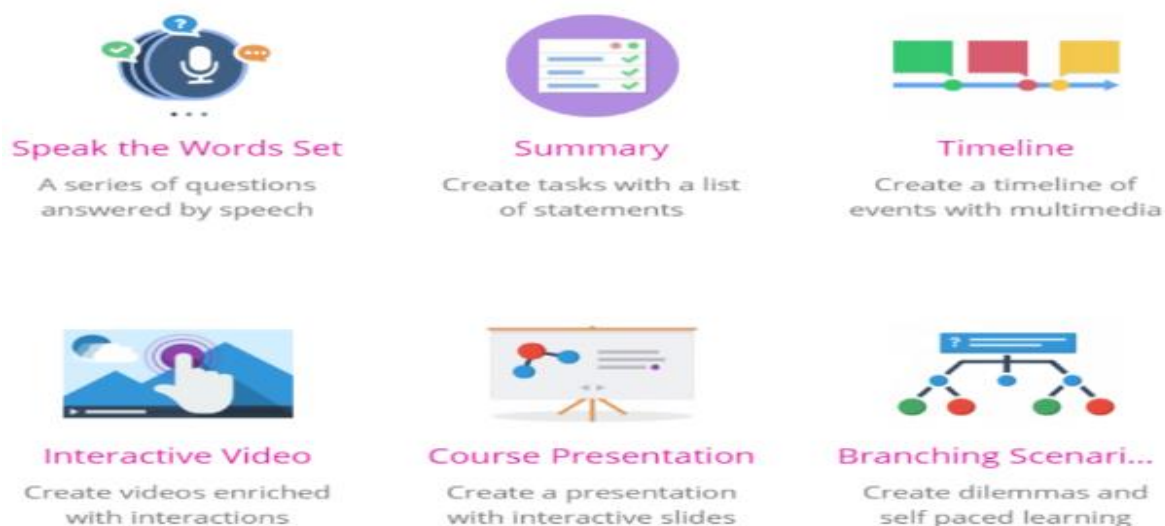 Speak the Words Set
A series of questions
answered by speech
Summary
Create tasks with a list
of statements
Timeline
Create a timeline of
events with multimedia
Interactive Video
Create videos enriched
with interactions
Course Presentation
Create a presentation
with interactive slides
Branching Scenari...
Create dilemmas and
self paced learning